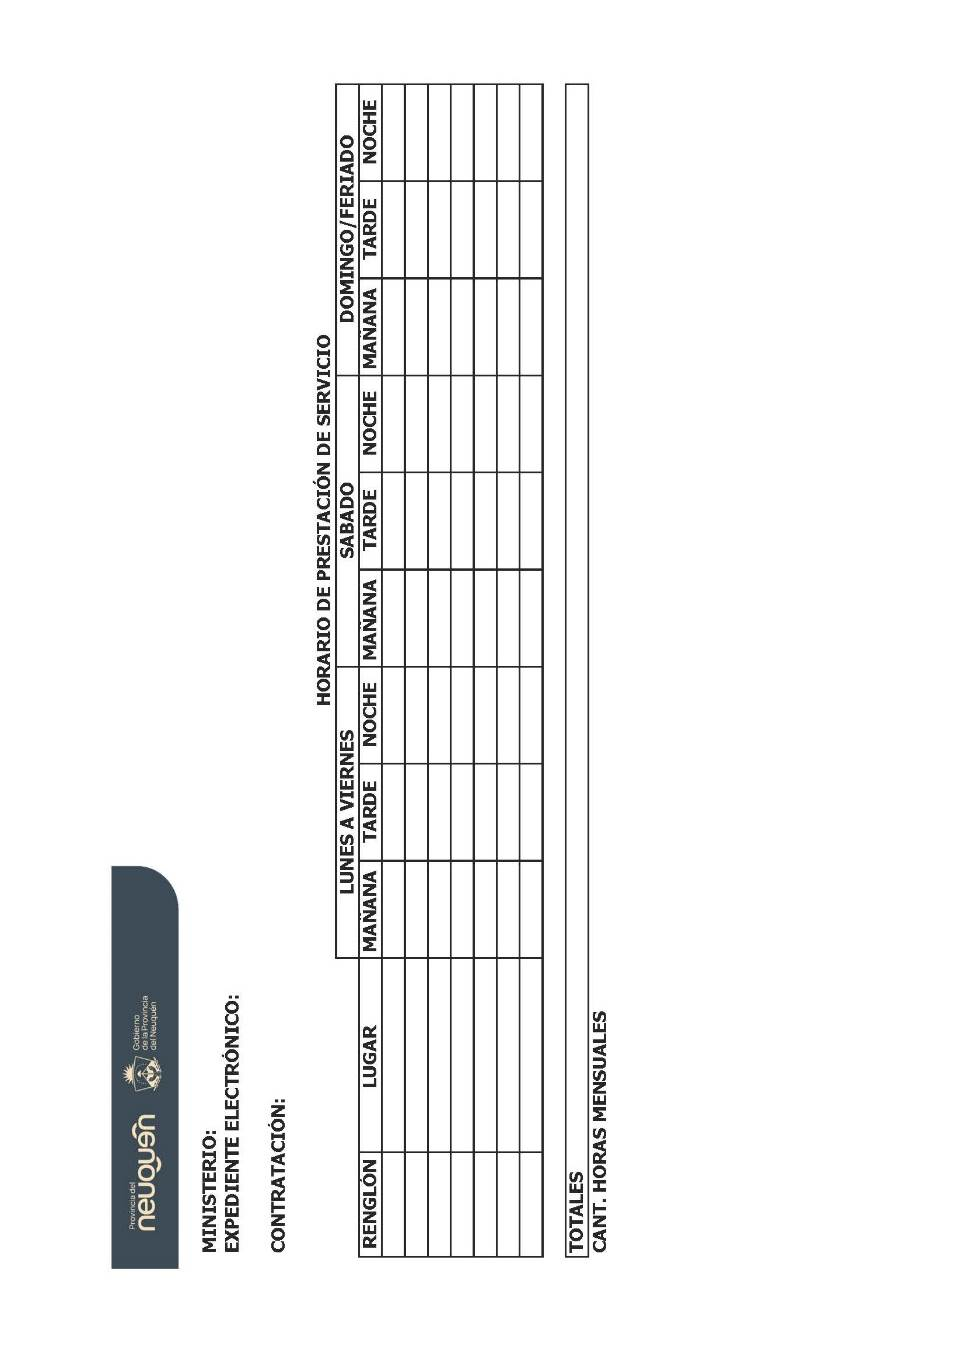 Provincia del
neuquén
Gobierno
de la Provincia
del Neuquén
MINISTERIO:
EXPEDIENTE ELECTRÓNICO:
CONTRATACIÓN:
HORARIO DE PRESTACIÓN DE SERVICIO
LUNES A VIERNES SABADO DOMINGO/FERIADO
RENGLÓN LUGAR MAÑANA TARDE NOCHE MAÑANA TARDE NOCHE MAÑANA TARDE NOCHE
TOTALES
CANT. HORAS MENSUALES